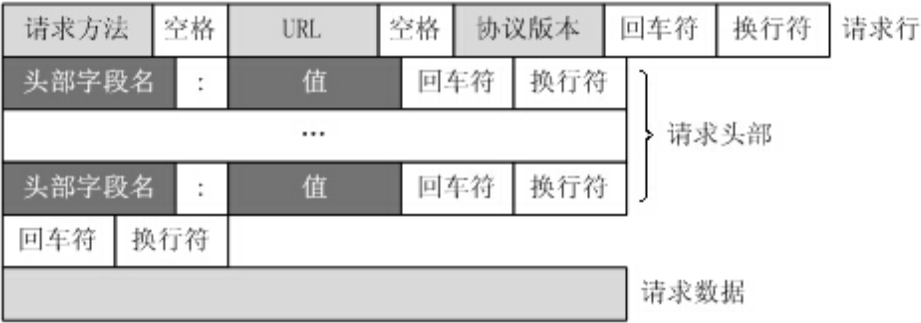 请求方法 空格 URL 空格 协议版本 回车符 换行符 请求行
头部字段名 : 值 回车符 换行符
... 请求头部
头部字段名 : 值 回车符 换行符
回车符 换行符
请求数据